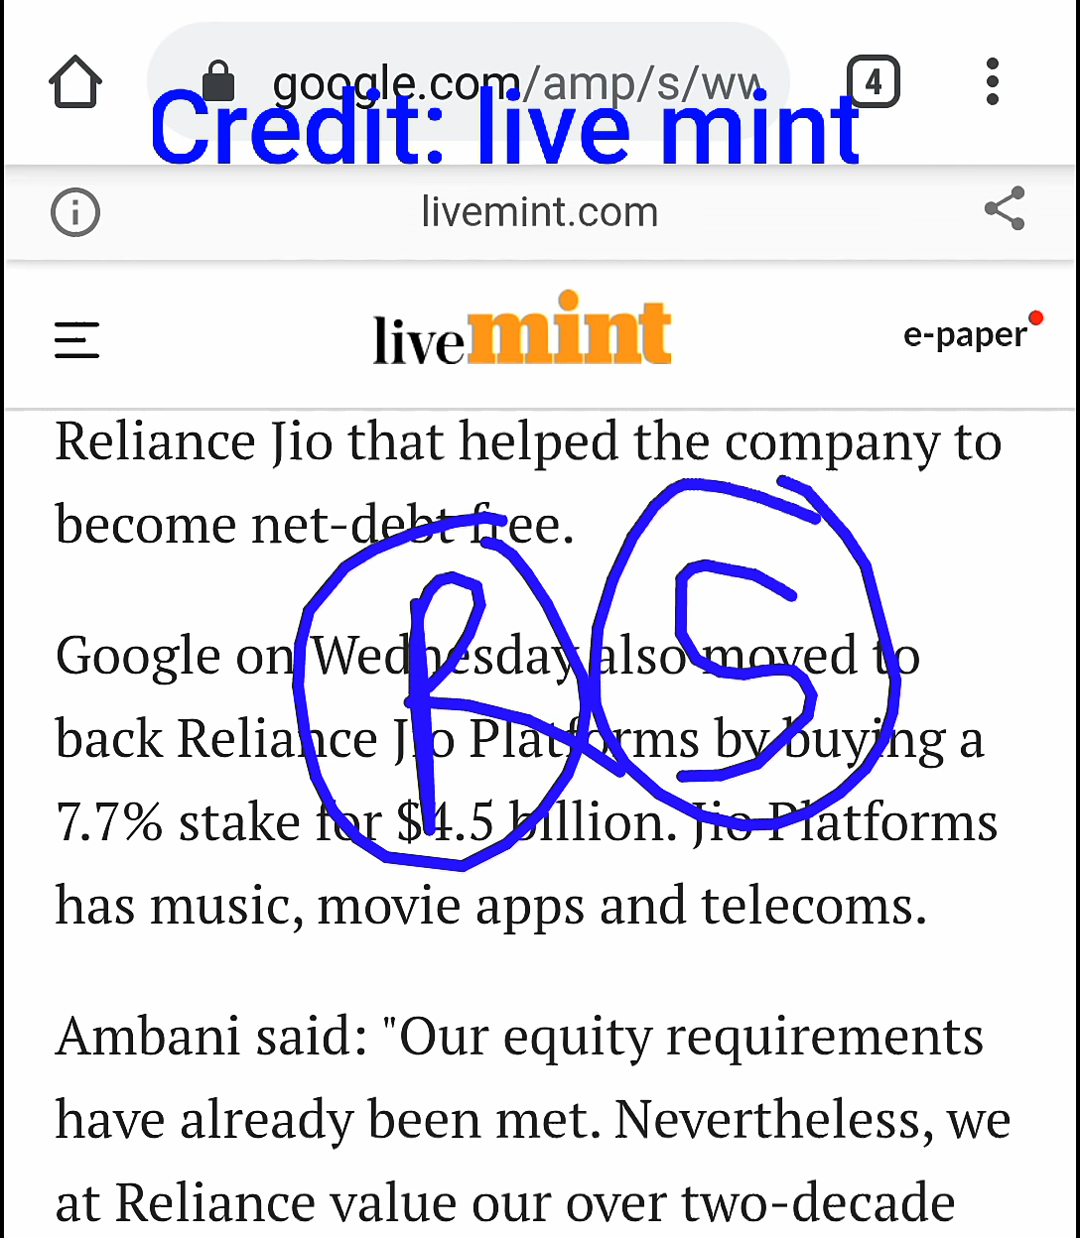 google.com/amp/s/ww
4
Credit: live mint
livemint.com
livemint
e-paper
Reliance Jio that helped the company to
become net-debt free.
Google on Wednesday also moved to
back Reliance Jio Platforms by buying a
7.7% stake for $4.5 billion. Jio Platforms
has music, movie apps and telecoms.
R S
Ambani said: "Our equity requirements
have already been met. Nevertheless, we
at Reliance value our over two-decade